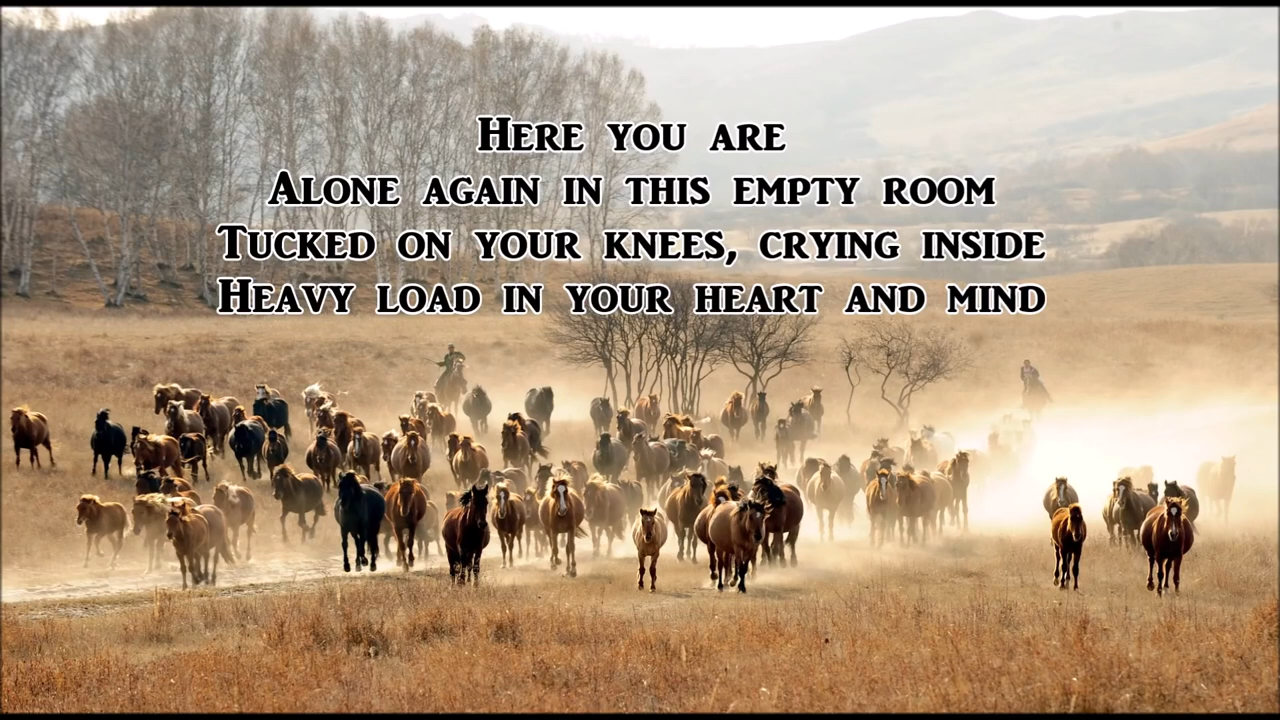 Here you are
Alone again in this empty room
Tucked on your knees, crying inside
Heavy load in your heart and mind